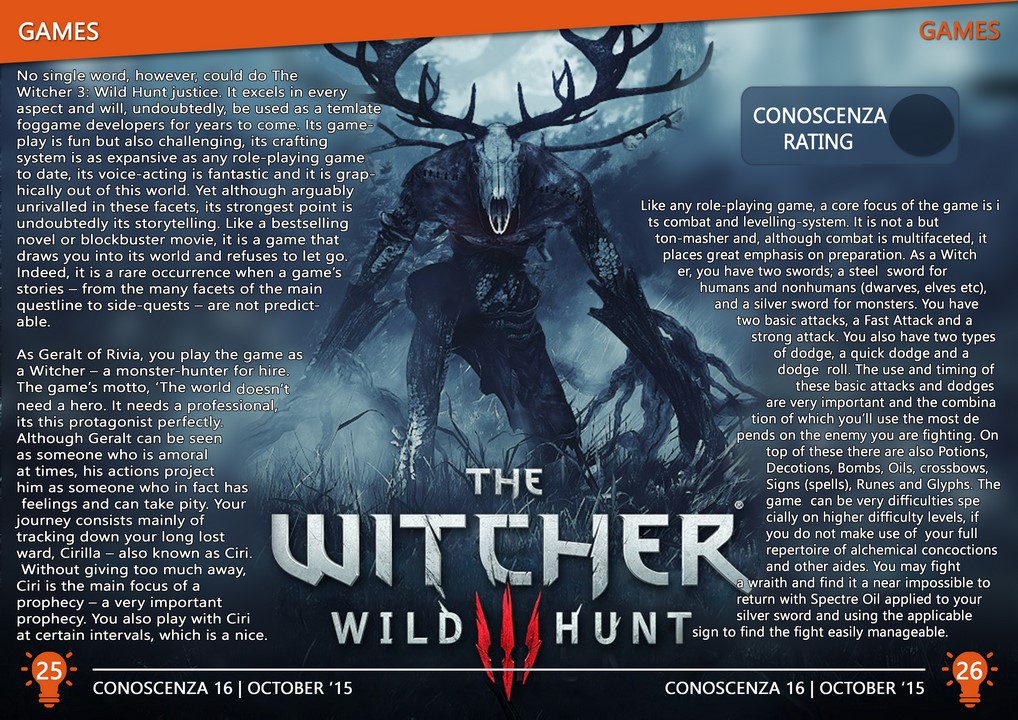 GAMES
No single word, however, could do The
Witcher 3: Wild Hunt justice. It excels in every
aspect and will, undoubtedly, be used as a temlate
foggame developers for years to come. Its game-
play is fun but also challenging, its crafting
system is as expansive as any role-playing game
to date, its voice-acting is fantastic and it is grap-
hically out of this world. Yet although arguably
unrivalled in these facets, its strongest point is
undoubtedly its storytelling. Like a bestselling
novel or blockbuster movie, it is a game that
draws you into its world and refuses to let go.
Indeed, it is a rare occurrence when a game’s
stories – from the many facets of the main
questline to side-quests – are not predict-
able.
As Geralt of Rivia, you play the game as
a Witcher – a monster-hunter for hire.
The game’s motto, ‘The world doesn’t
need a hero. It needs a professional,
its this protagonist perfectly.
Although Geralt can be seen
as someone who is amoral
at times, his actions project
him as someone who in fact has
feelings and can take pity. Your
journey consists mainly of
tracking down your long lost
ward, Cirilla – also known as Ciri.
Without giving too much away,
Ciri is the main focus of a
prophecy – a very important
prophecy. You also play with Ciri
at certain intervals, which is a nice.
25
CONOSCENZA 16 | OCTOBER ‘15
THE
WITCHER®
WILD HUNT
GAMES
CONOSCENZA
RATING
Like any role-playing game, a core focus of the game is i
ts combat and levelling-system. It is not a but
ton-masher and, although combat is multifaceted, it
places great emphasis on preparation. As a Witch
er, you have two swords; a steel sword for
humans and nonhumans (dwarves, elves etc),
and a silver sword for monsters. You have
two basic attacks, a Fast Attack and a
strong attack. You also have two types
of dodge, a quick dodge and a
dodge roll. The use and timing of
these basic attacks and dodges
are very important and the combina
tion of which you’ll use the most de
pends on the enemy you are fighting. On
top of these there are also Potions,
Decotions, Bombs, Oils, crossbows,
Signs (spells), Runes and Glyphs. The
game can be very difficulties spe
cially on higher difficulty levels, if
you do not make use of your full
repertoire of alchemical concoctions
and other aides. You may fight
a wraith and find it a near impossible to
return with Spectre Oil applied to your
silver sword and using the applicable
sign to find the fight easily manageable.
CONOSCENZA 16 | OCTOBER ‘15
26